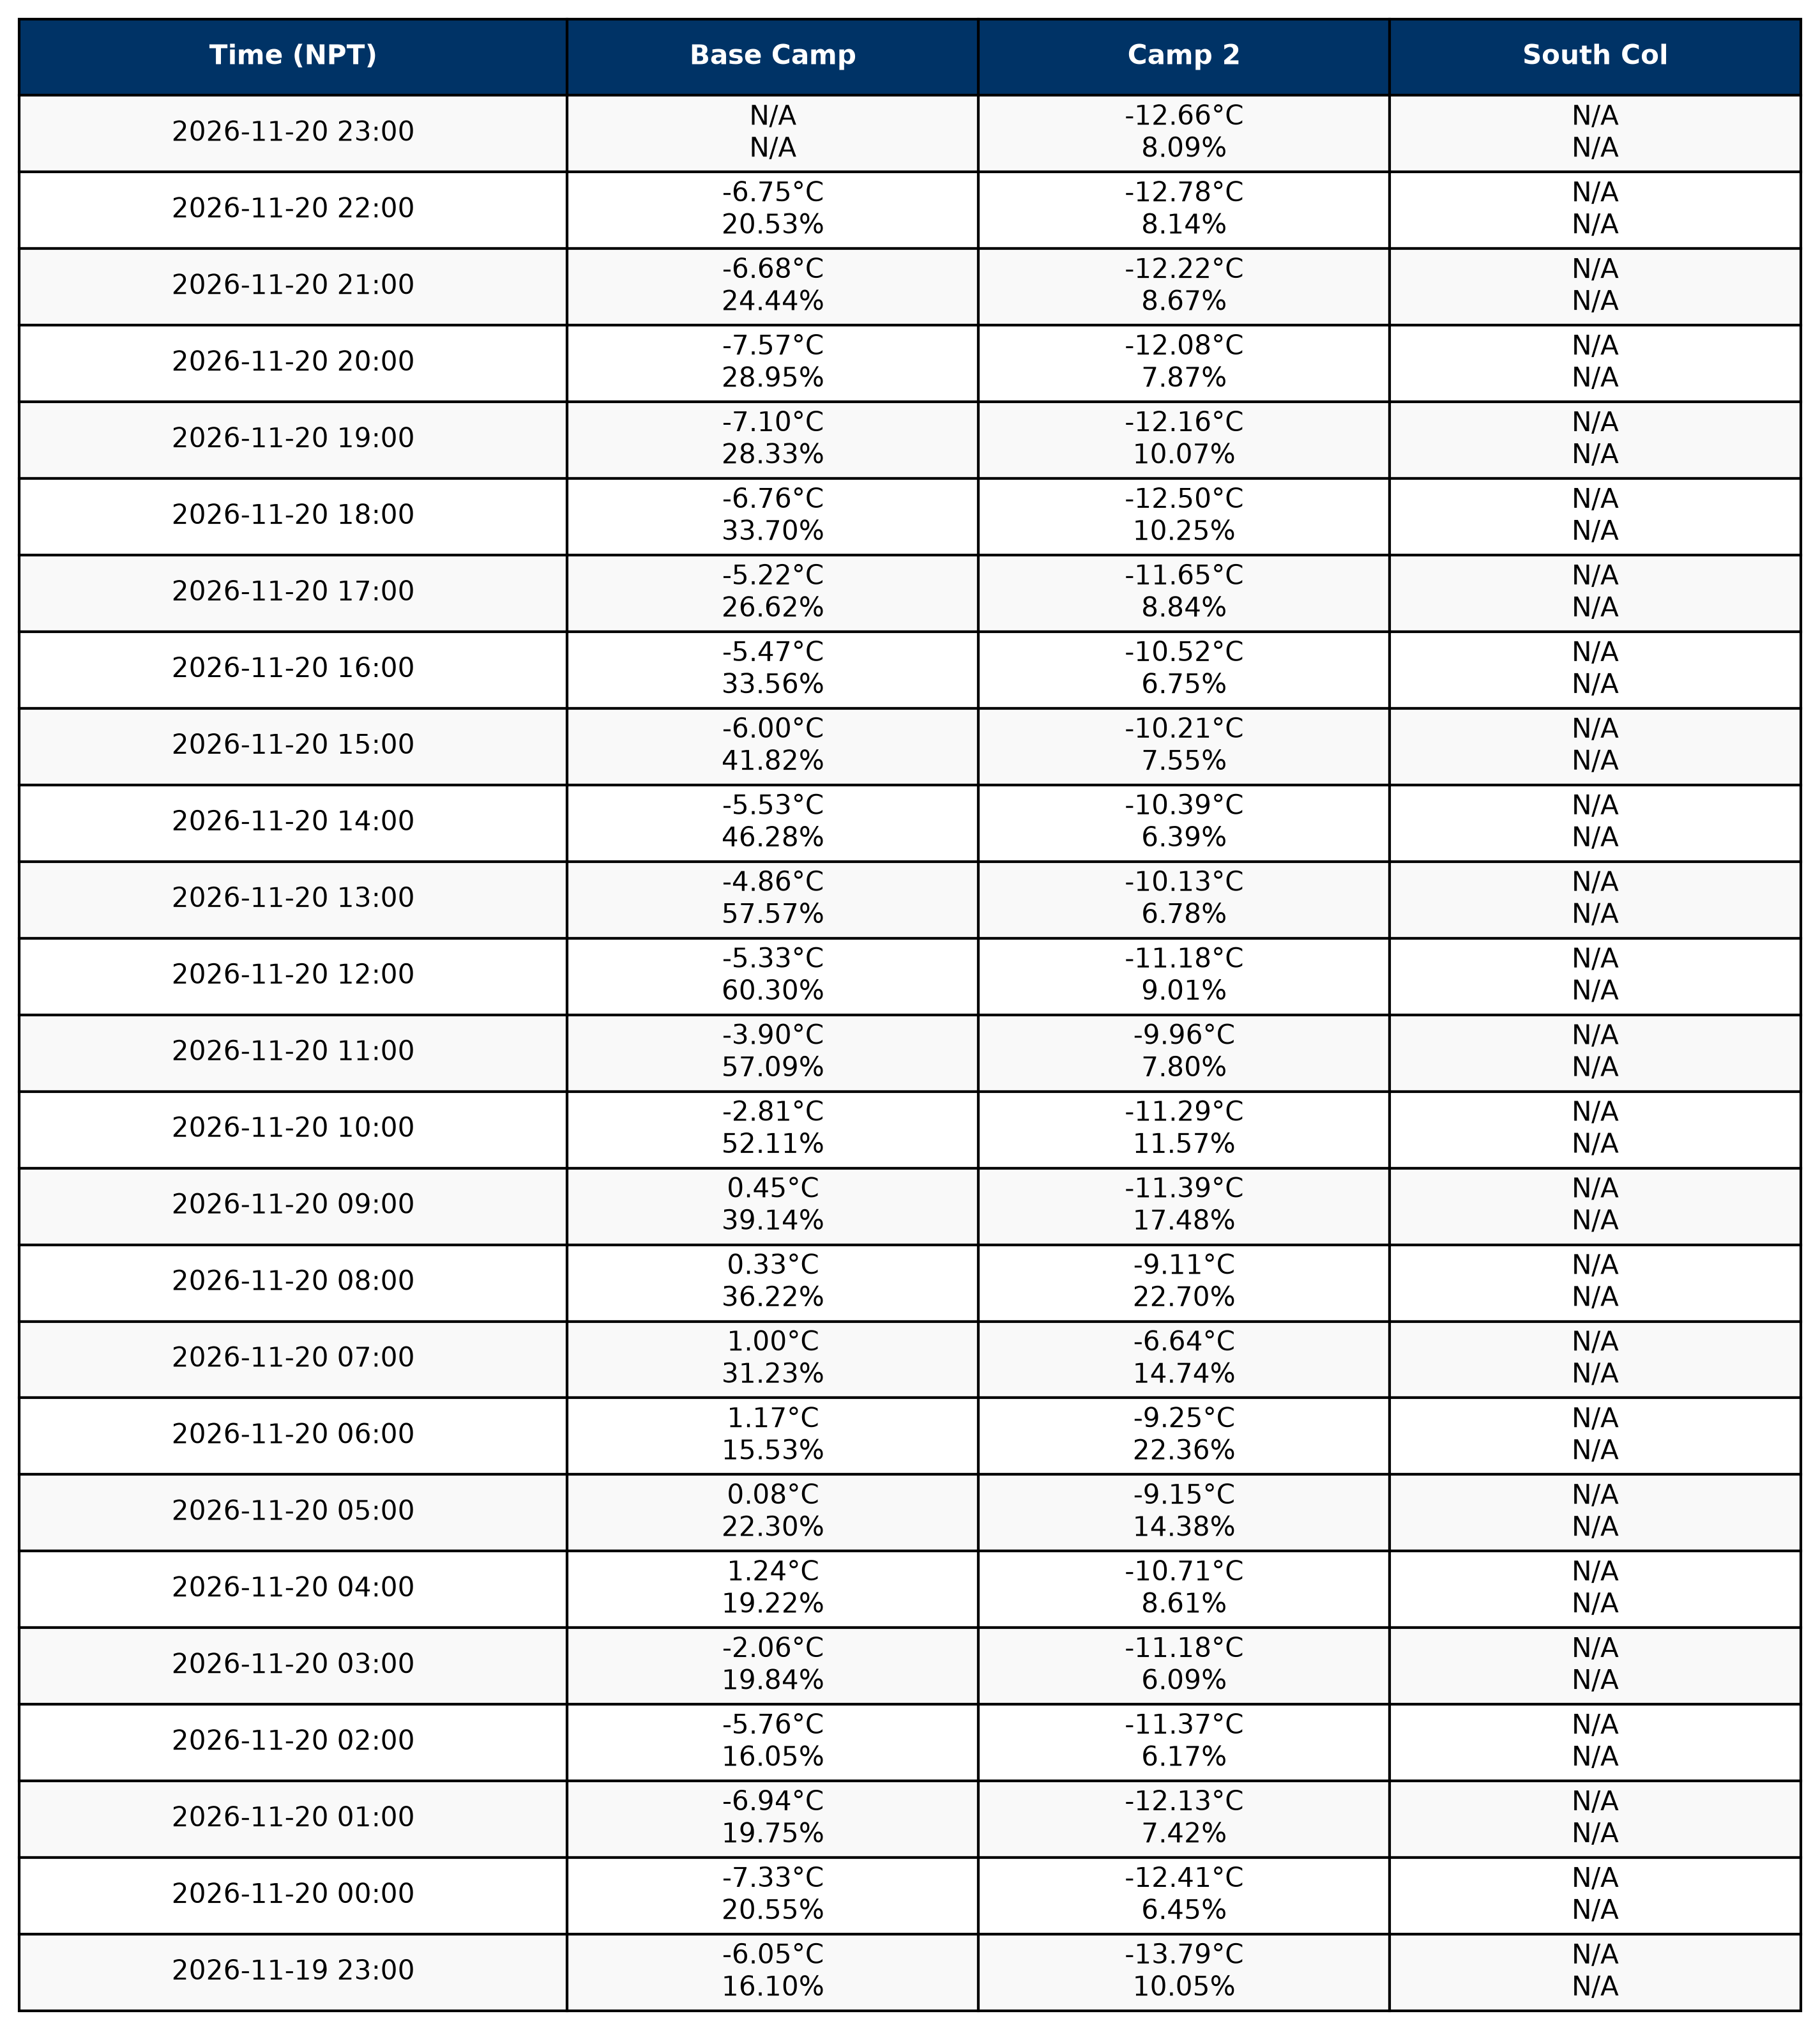 Time (NPT) Base Camp Camp 2 South Col
2026-11-20 23:00 N/A -12.66°C N/A
N/A 8.09% N/A
2026-11-20 22:00 -6.75°C -12.78°C N/A
20.53% 8.14% N/A
2026-11-20 21:00 -6.68°C -12.22°C N/A
24.44% 8.67% N/A
2026-11-20 20:00 -7.57°C -12.08°C N/A
28.95% 7.87% N/A
2026-11-20 19:00 -7.10°C -12.16°C N/A
28.33% 10.07% N/A
2026-11-20 18:00 -6.76°C -12.50°C N/A
33.70% 10.25% N/A
2026-11-20 17:00 -5.22°C -11.65°C N/A
26.62% 8.84% N/A
2026-11-20 16:00 -5.47°C -10.52°C N/A
33.56% 6.75% N/A
2026-11-20 15:00 -6.00°C -10.21°C N/A
41.82% 7.55% N/A
2026-11-20 14:00 -5.53°C -10.39°C N/A
46.28% 6.39% N/A
2026-11-20 13:00 -4.86°C -10.13°C N/A
57.57% 6.78% N/A
2026-11-20 12:00 -5.33°C -11.18°C N/A
60.30% 9.01% N/A
2026-11-20 11:00 -3.90°C -9.96°C N/A
57.09% 7.80% N/A
2026-11-20 10:00 -2.81°C -11.29°C N/A
52.11% 11.57% N/A
2026-11-20 09:00 0.45°C -11.39°C N/A
39.14% 17.48% N/A
2026-11-20 08:00 0.33°C -9.11°C N/A
36.22% 22.70% N/A
2026-11-20 07:00 1.00°C -6.64°C N/A
31.23% 14.74% N/A
2026-11-20 06:00 1.17°C -9.25°C N/A
15.53% 22.36% N/A
2026-11-20 05:00 0.08°C -9.15°C N/A
22.30% 14.38% N/A
2026-11-20 04:00 1.24°C -10.71°C N/A
19.22% 8.61% N/A
2026-11-20 03:00 -2.06°C -11.18°C N/A
19.84% 6.09% N/A
2026-11-20 02:00 -5.76°C -11.37°C N/A
16.05% 6.17% N/A
2026-11-20 01:00 -6.94°C -12.13°C N/A
19.75% 7.42% N/A
2026-11-20 00:00 -7.33°C -12.41°C N/A
20.55% 6.45% N/A
2026-11-19 23:00 -6.05°C -13.79°C N/A
16.10% 10.05% N/A